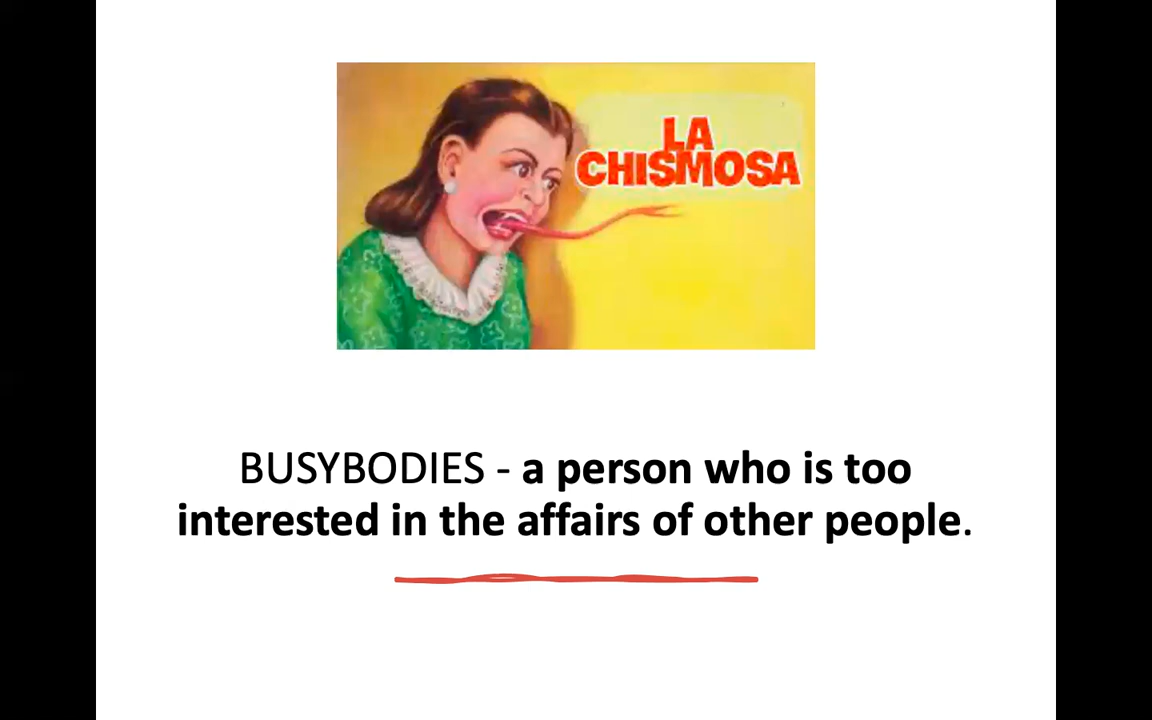 LA
CHISMOSA
BUSYBODIES - a person who is too
interested in the affairs of other people.